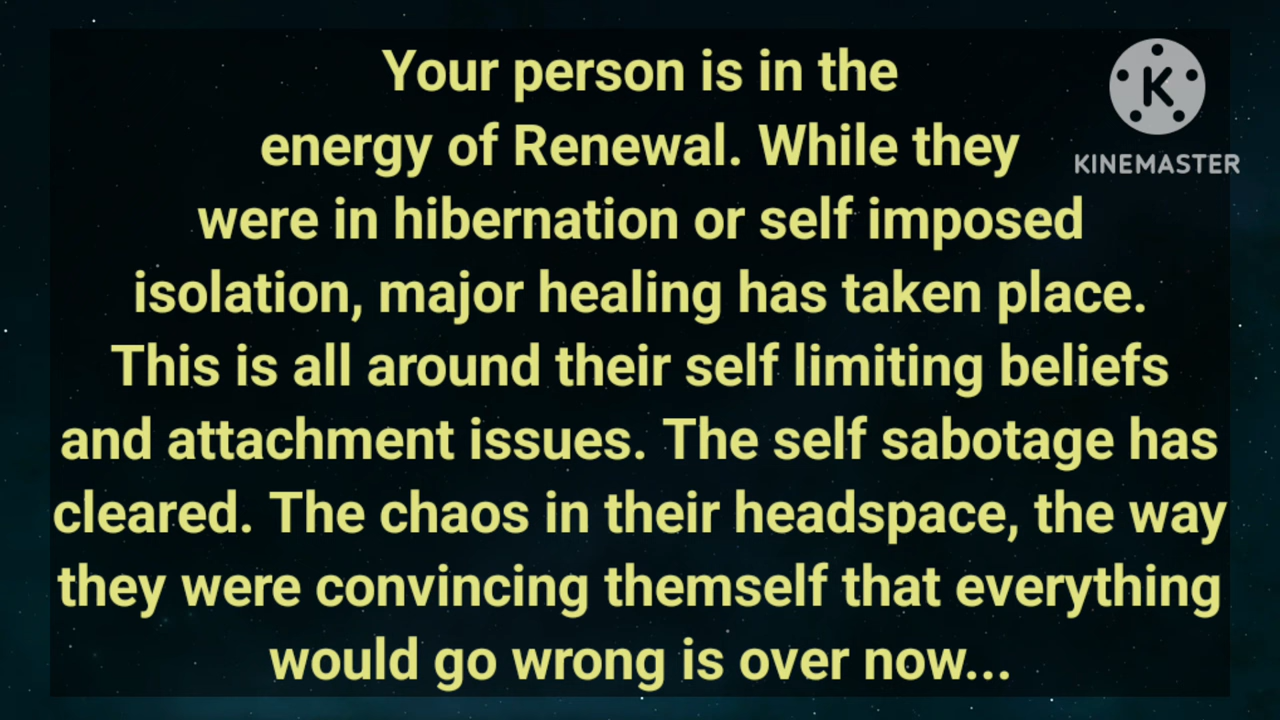 Your person is in the
energy of Renewal. While they
were in hibernation or self imposed
isolation, major healing has taken place.
This is all around their self limiting beliefs
and attachment issues. The self sabotage has
cleared. The chaos in their headspace, the way
they were convincing themself that everything
would go wrong is over now...
K
KINEMASTER